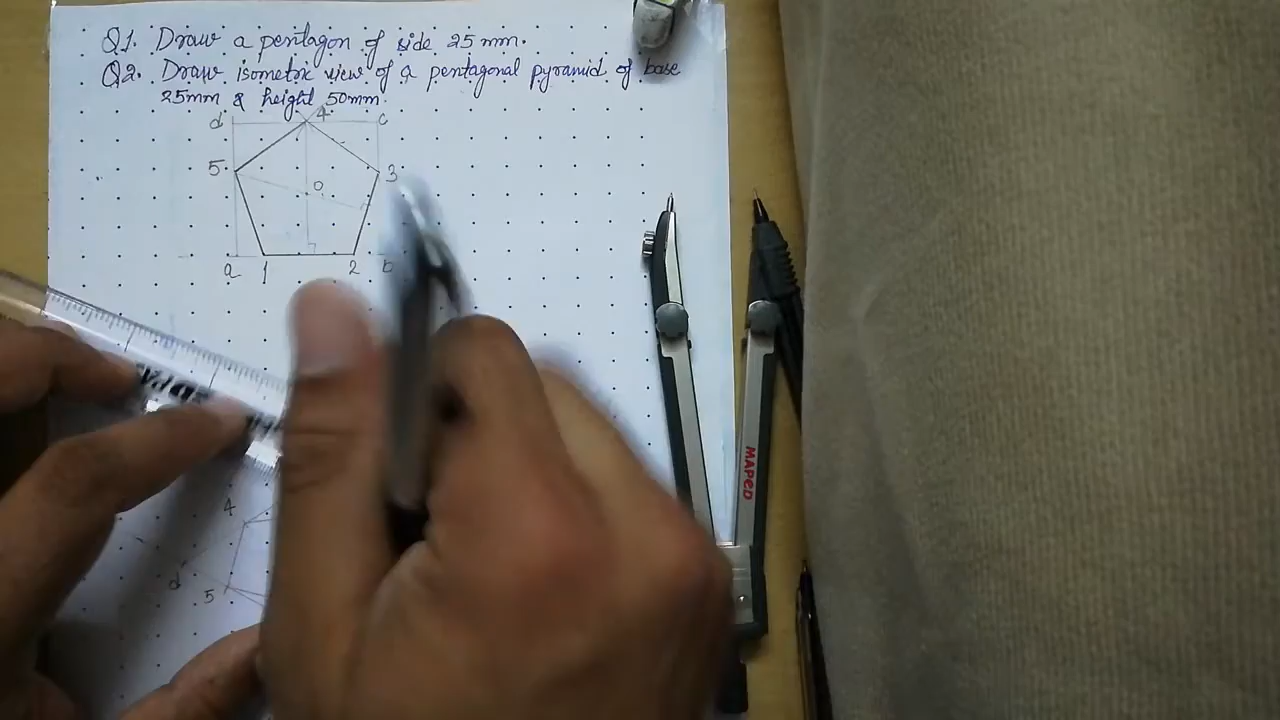 Q1. Draw a pentagon of side 25 mm.
Q2. Draw isometric view of a pentagonal pyramid of base
25mm & height 50mm.
d 4 c
5 3
o
a 1 2 b
4
d
5
MAPED